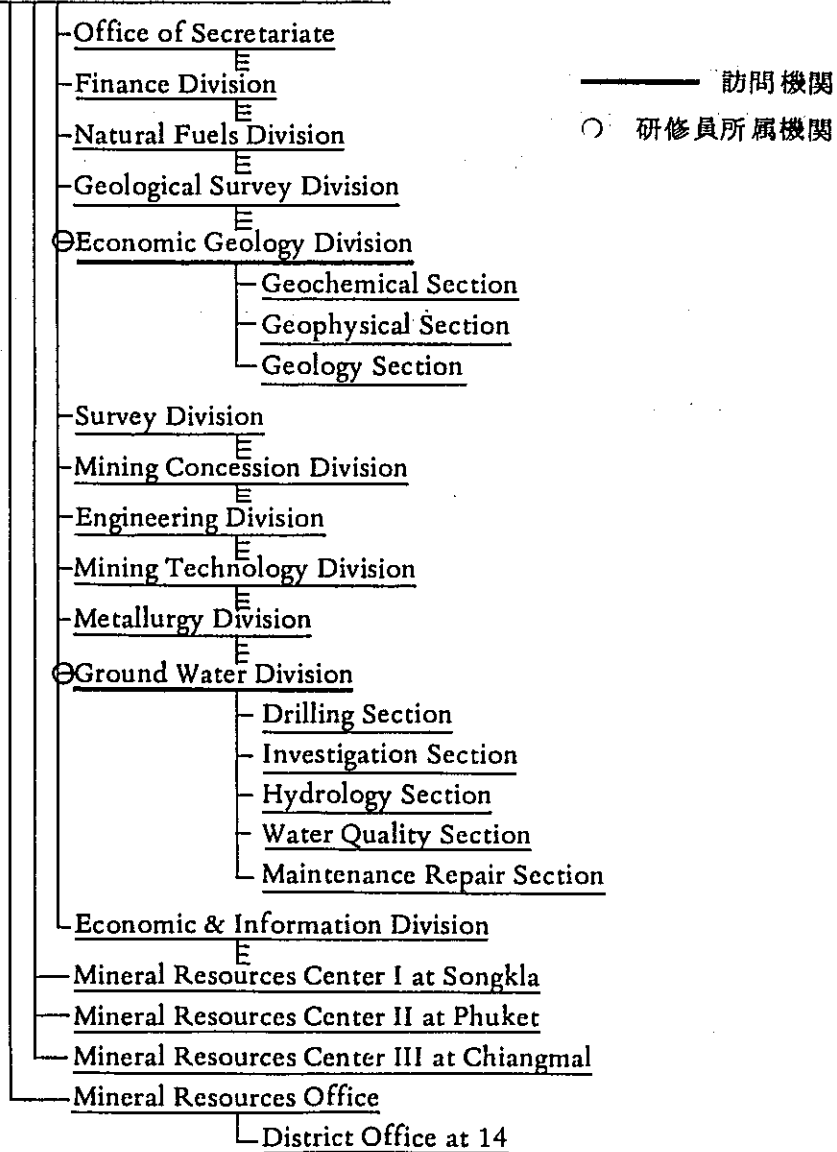 Office of Secretariate
Finance Division
訪問機関
Natural Fuels Division
○ 研修員所属機関
Geological Survey Division
Economic Geology Division
Geochemical Section
Geophysical Section
Geology Section
Survey Division
Mining Concession Division
Engineering Division
Mining Technology Division
Metallurgy Division
Ground Water Division
Drilling Section
Investigation Section
Hydrology Section
Water Quality Section
Maintenance Repair Section
Economic & Information Division
Mineral Resources Center I at Songkla
Mineral Resources Center II at Phuket
Mineral Resources Center III at Chiangmal
Mineral Resources Office
District Office at 14